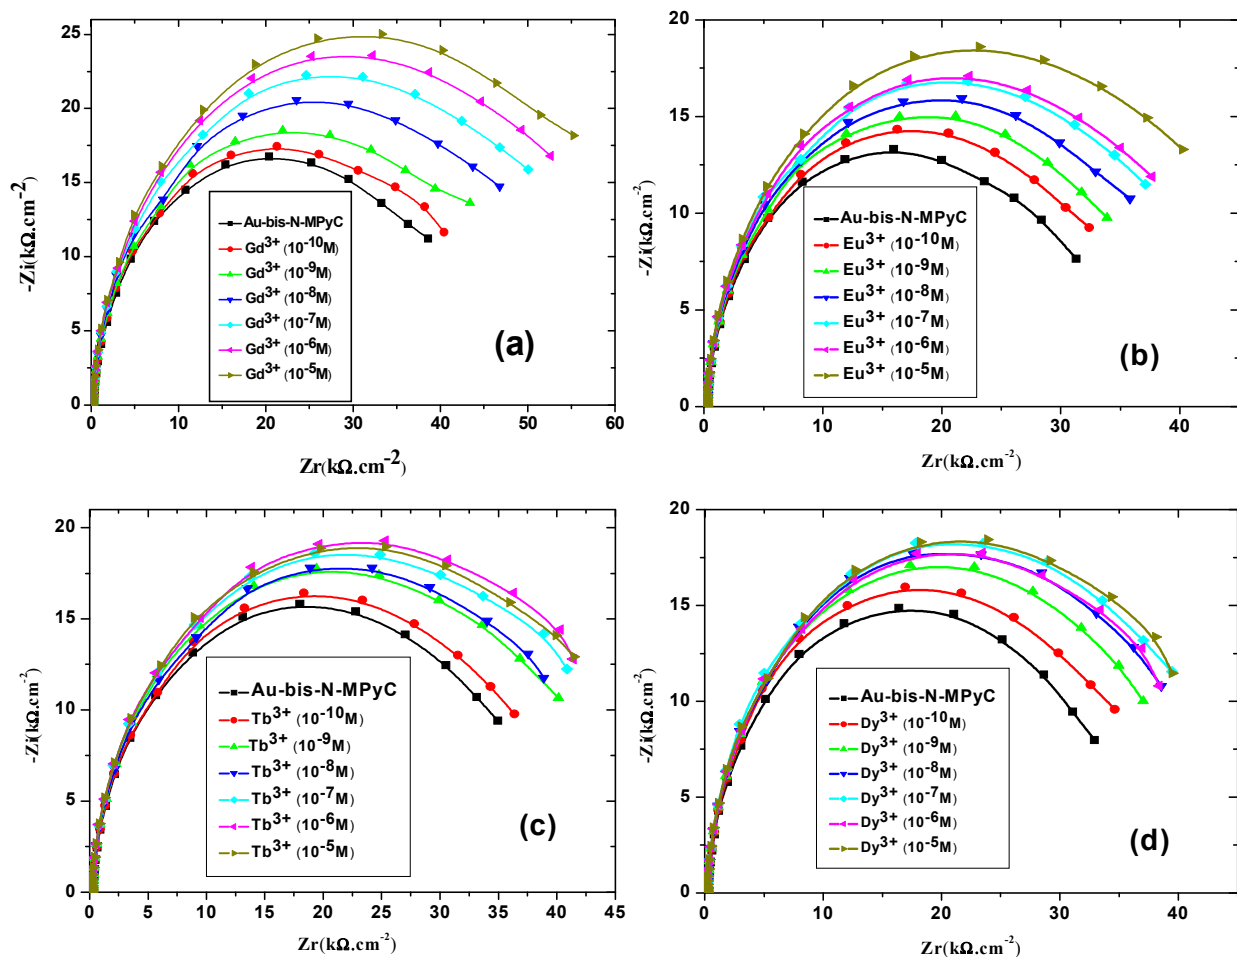 25
20
15
10
5
0
-Zi(kΩ.cm⁻²)
Au-bis-N-MPyC
Gd³⁺ (10⁻¹⁰M)
Gd³⁺ (10⁻⁹M)
Gd³⁺ (10⁻⁸M)
Gd³⁺ (10⁻⁷M)
Gd³⁺ (10⁻⁶M)
Gd³⁺ (10⁻⁵M)
(a)
0 10 20 30 40 50 60
Zr(kΩ.cm⁻²)
20
15
10
5
0
-Zi(kΩ.cm⁻²)
Au-bis-N-MPyC
Eu³⁺ (10⁻¹⁰M)
Eu³⁺ (10⁻⁹M)
Eu³⁺ (10⁻⁸M)
Eu³⁺ (10⁻⁷M)
Eu³⁺ (10⁻⁶M)
Eu³⁺ (10⁻⁵M)
(b)
0 10 20 30 40
Zr(kΩ.cm⁻²)
20
15
10
5
0
-Zi(kΩ.cm⁻²)
Au-bis-N-MPyC
Tb³⁺ (10⁻¹⁰M)
Tb³⁺ (10⁻⁹M)
Tb³⁺ (10⁻⁸M)
Tb³⁺ (10⁻⁷M)
Tb³⁺ (10⁻⁶M)
Tb³⁺ (10⁻⁵M)
(c)
0 5 10 15 20 25 30 35 40 45
Zr(kΩ.cm⁻²)
20
15
10
5
0
-Zi(kΩ.cm⁻²)
Au-bis-N-MPyC
Dy³⁺ (10⁻¹⁰M)
Dy³⁺ (10⁻⁹M)
Dy³⁺ (10⁻⁸M)
Dy³⁺ (10⁻⁷M)
Dy³⁺ (10⁻⁶M)
Dy³⁺ (10⁻⁵M)
(d)
0 10 20 30 40
Zr(kΩ.cm⁻²)